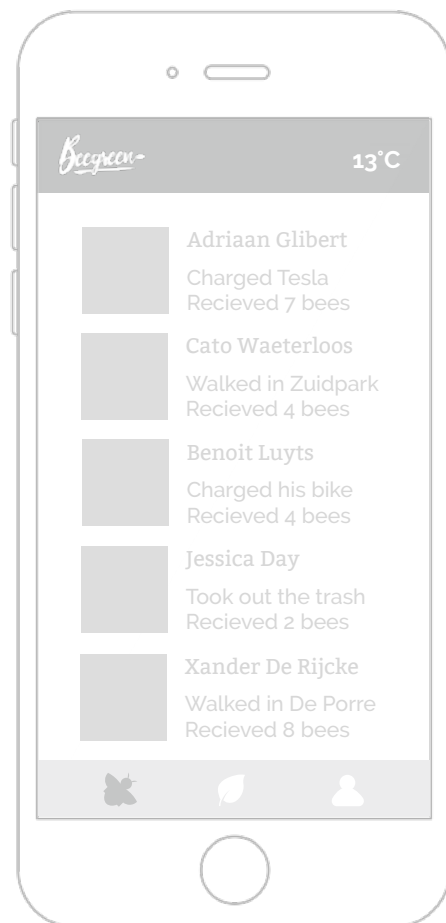 Beegreen
13°C
Adriaan Glibert
Charged Tesla
Recieved 7 bees
Cato Waeterloos
Walked in Zuidpark
Recieved 4 bees
Benoit Luyts
Charged his bike
Recieved 4 bees
Jessica Day
Took out the trash
Recieved 2 bees
Xander De Rijcke
Walked in De Porre
Recieved 8 bees